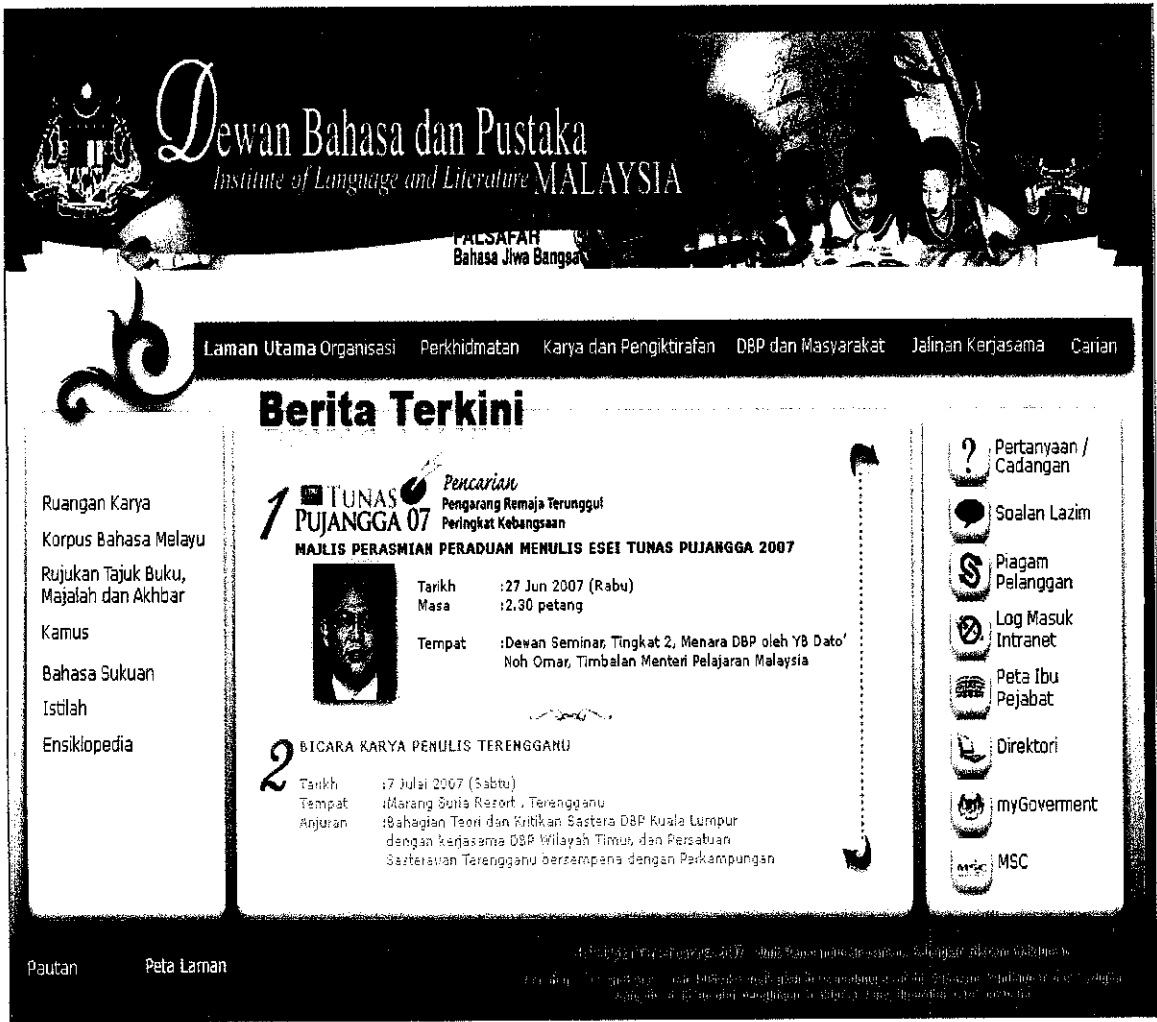 Dewan Bahasa dan Pustaka
Institute of Language and Literature MALAYSIA
FALSAFAH
Bahasa Jiwa Bangsa
Laman Utama Organisasi Perkhidmatan Karya dan Pengiktirafan DBP dan Masyarakat Jalinan Kerjasama Carian
Ruangan Karya
Korpus Bahasa Melayu
Rujukan Tajuk Buku,
Majalah dan Akhbar
Kamus
Bahasa Sukuan
Istilah
Ensiklopedia
Berita Terkini
1
TUNAS
PUJANGGA 07
Pencarian
Pengarang Remaja Terunggul
Peringkat Kebangsaan
MAJLIS PERASMIAN PERADUAN MENULIS ESEI TUNAS PUJANGGA 2007
Tarikh :27 Jun 2007 (Rabu)
Masa :2.30 petang
Tempat :Dewan Seminar, Tingkat 2, Menara DBP oleh YB Dato'
Noh Omar, Timbalan Menteri Pelajaran Malaysia
2 BICARA KARYA PENULIS TERENGGANU
Tarikh :7 Julai 2007 (Sabtu)
Tempat :Marang Suria Resort , Terengganu
Anjuran :Bahagian Teori dan Kritikan Sastera DBP Kuala Lumpur
dengan kerjasama DBP Wilayah Timur, dan Persatuan
Sasterawan Terengganu bersempena dengan Perkampungan
? Pertanyaan /
Cadangan
Soalan Lazim
Piagam
Pelanggan
Log Masuk
Intranet
Peta Ibu
Pejabat
Direktori
myGoverment
MSC MSC
Pautan Peta Laman